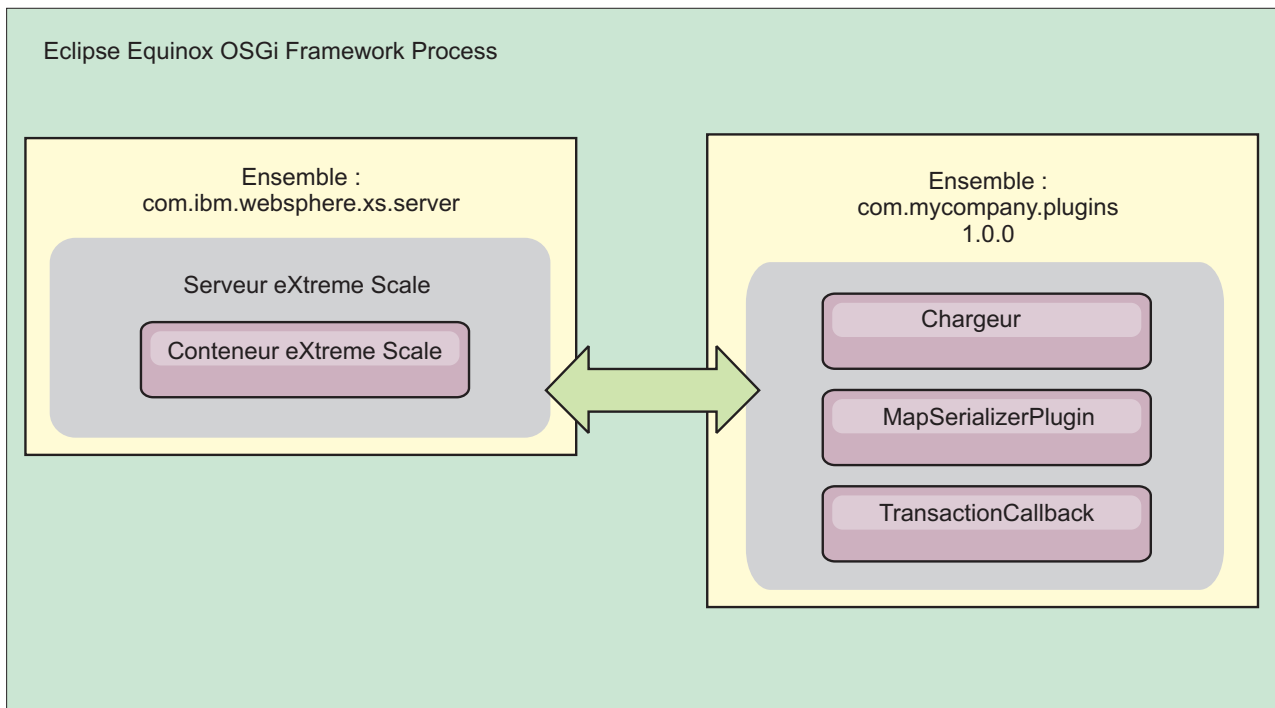 Eclipse Equinox OSGi Framework Process
Ensemble :
com.ibm.websphere.xs.server
Serveur eXtreme Scale
Conteneur eXtreme Scale
Ensemble :
com.mycompany.plugins
1.0.0
Chargeur
MapSerializerPlugin
TransactionCallback